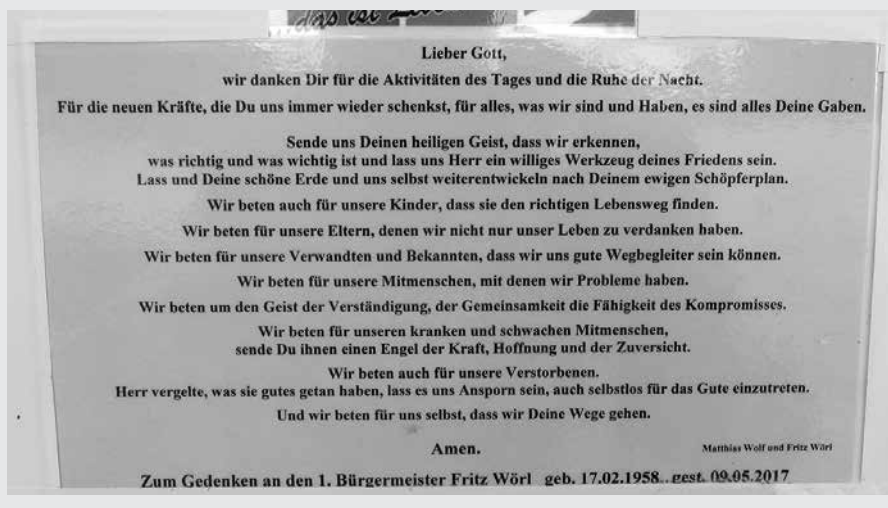 ...das ist
Lieber Gott,
wir danken Dir für die Aktivitäten des Tages und die Ruhe der Nacht.
Für die neuen Kräfte, die Du uns immer wieder schenkst, für alles, was wir sind und Haben, es sind alles Deine Gaben.
Sende uns Deinen heiligen Geist, dass wir erkennen,
was richtig und was wichtig ist und lass uns Herr ein williges Werkzeug deines Friedens sein.
Lass und Deine schöne Erde und uns selbst weiterentwickeln nach Deinem ewigen Schöpferplan.
Wir beten auch für unsere Kinder, dass sie den richtigen Lebensweg finden.
Wir beten für unsere Eltern, denen wir nicht nur unser Leben zu verdanken haben.
Wir beten für unsere Verwandten und Bekannten, dass wir uns gute Wegbegleiter sein können.
Wir beten für unsere Mitmenschen, mit denen wir Probleme haben.
Wir beten um den Geist der Verständigung, der Gemeinsamkeit die Fähigkeit des Kompromisses.
Wir beten für unseren kranken und schwachen Mitmenschen,
sende Du ihnen einen Engel der Kraft, Hoffnung und der Zuversicht.
Wir beten auch für unsere Verstorbenen.
Herr vergelte, was sie gutes getan haben, lass es uns Ansporn sein, auch selbstlos für das Gute einzutreten.
Und wir beten für uns selbst, dass wir Deine Wege gehen.
Amen.
Matthias Wolf und Fritz Wörl
Zum Gedenken an den 1. Bürgermeister Fritz Wörl geb. 17.02.1958.. gest. 09.05.2017